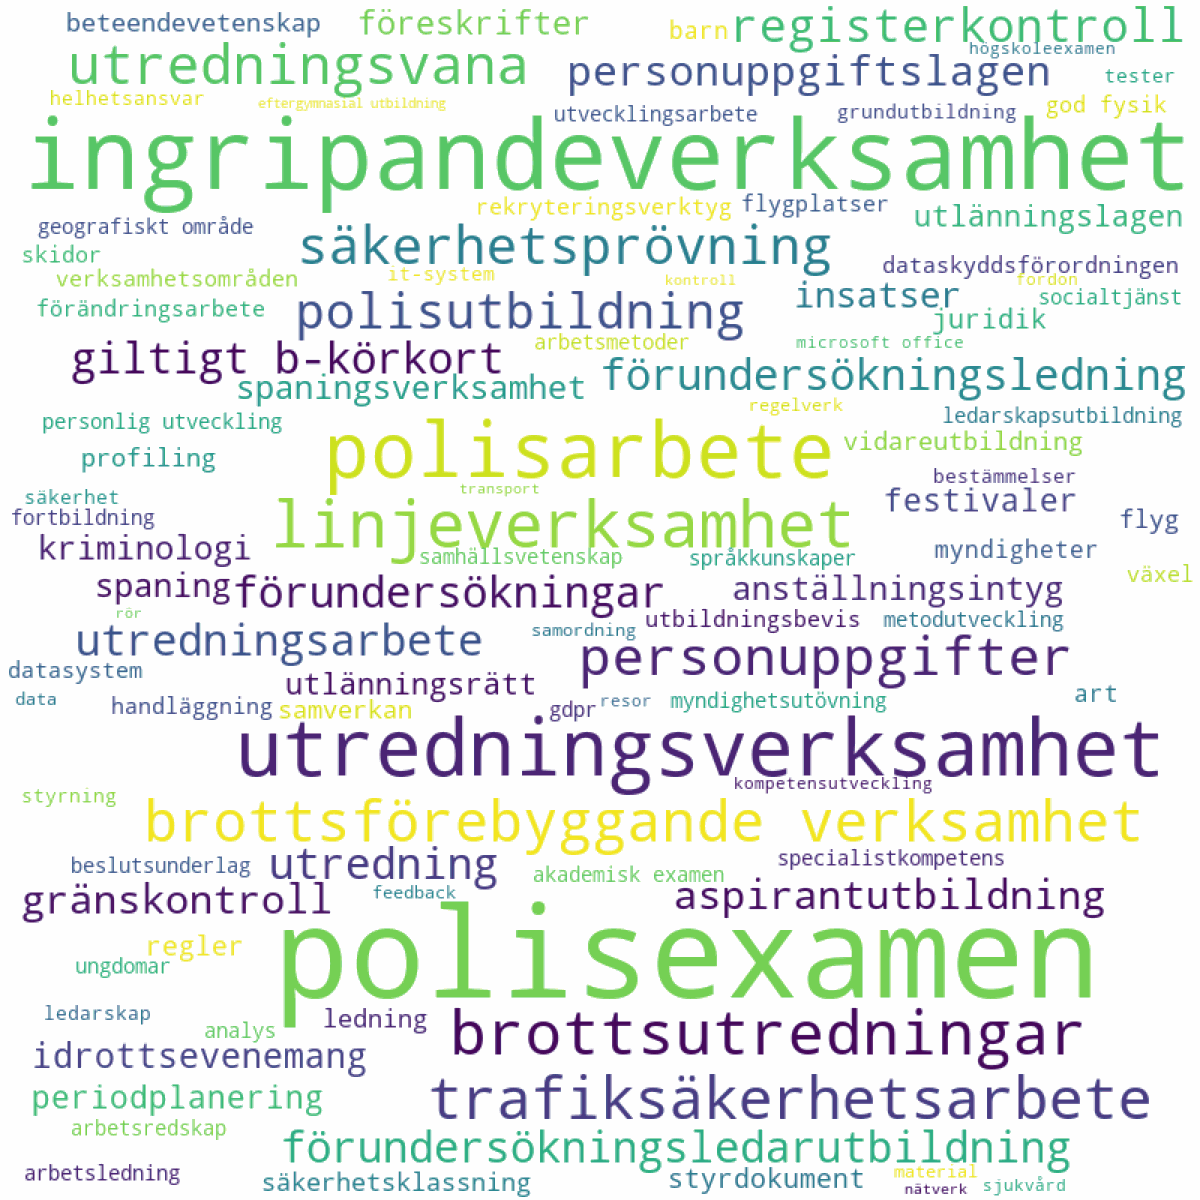 beteendevetenskap
föreskrifter
barn
registerkontroll
högskoleexamen
utredningsvana
personuppgiftslagen
tester
helhetsansvar
eftergymnasial utbildning
utvecklingsarbete
grundutbildning
god fysik
ingripandeverksamhet
rekryteringsverktyg
flygplatser
utlänningslagen
geografiskt område
säkerhetsprövning
skidor
dataskyddsförordningen
verksamhetsområden
it-system
kontroll
fordon
insatser
socialtjänst
förändringsarbete
polisutbildning
juridik
arbetsmetoder
microsoft office
giltigt b-körkort
spaningsverksamhet
förundersökningsledning
regelverk
ledarskapsutbildning
personlig utveckling
polisarbete
vidareutbildning
profiling
bestämmelser
transport
säkerhet
festivaler
fortbildning
linjeverksamhet
flyg
kriminologi
samhällsvetenskap
språkkunskaper
myndigheter
växel
spaning
förundersökningar
anställningsintyg
rör
utbildningsbevis
metodutveckling
utredningsarbete
samordning
personuppgifter
datasystem
utlänningsrätt
data
handläggning
samverkan
gdpr
resor
myndighetsutövning
art
utredningsverksamhet
kompetensutveckling
styrning
brottsförebyggande verksamhet
beslutsunderlag
utredning
specialistkompetens
akademisk examen
gränskontroll
feedback
aspirantutbildning
regler
polisexamen
ungdomar
ledarskap
analys
ledning
brottsutredningar
idrottsevenemang
periodplanering
trafiksäkerhetsarbete
arbetsredskap
förundersökningsledarutbildning
arbetsledning
säkerhetsklassning
styrdokument
material
nätverk
sjukvård